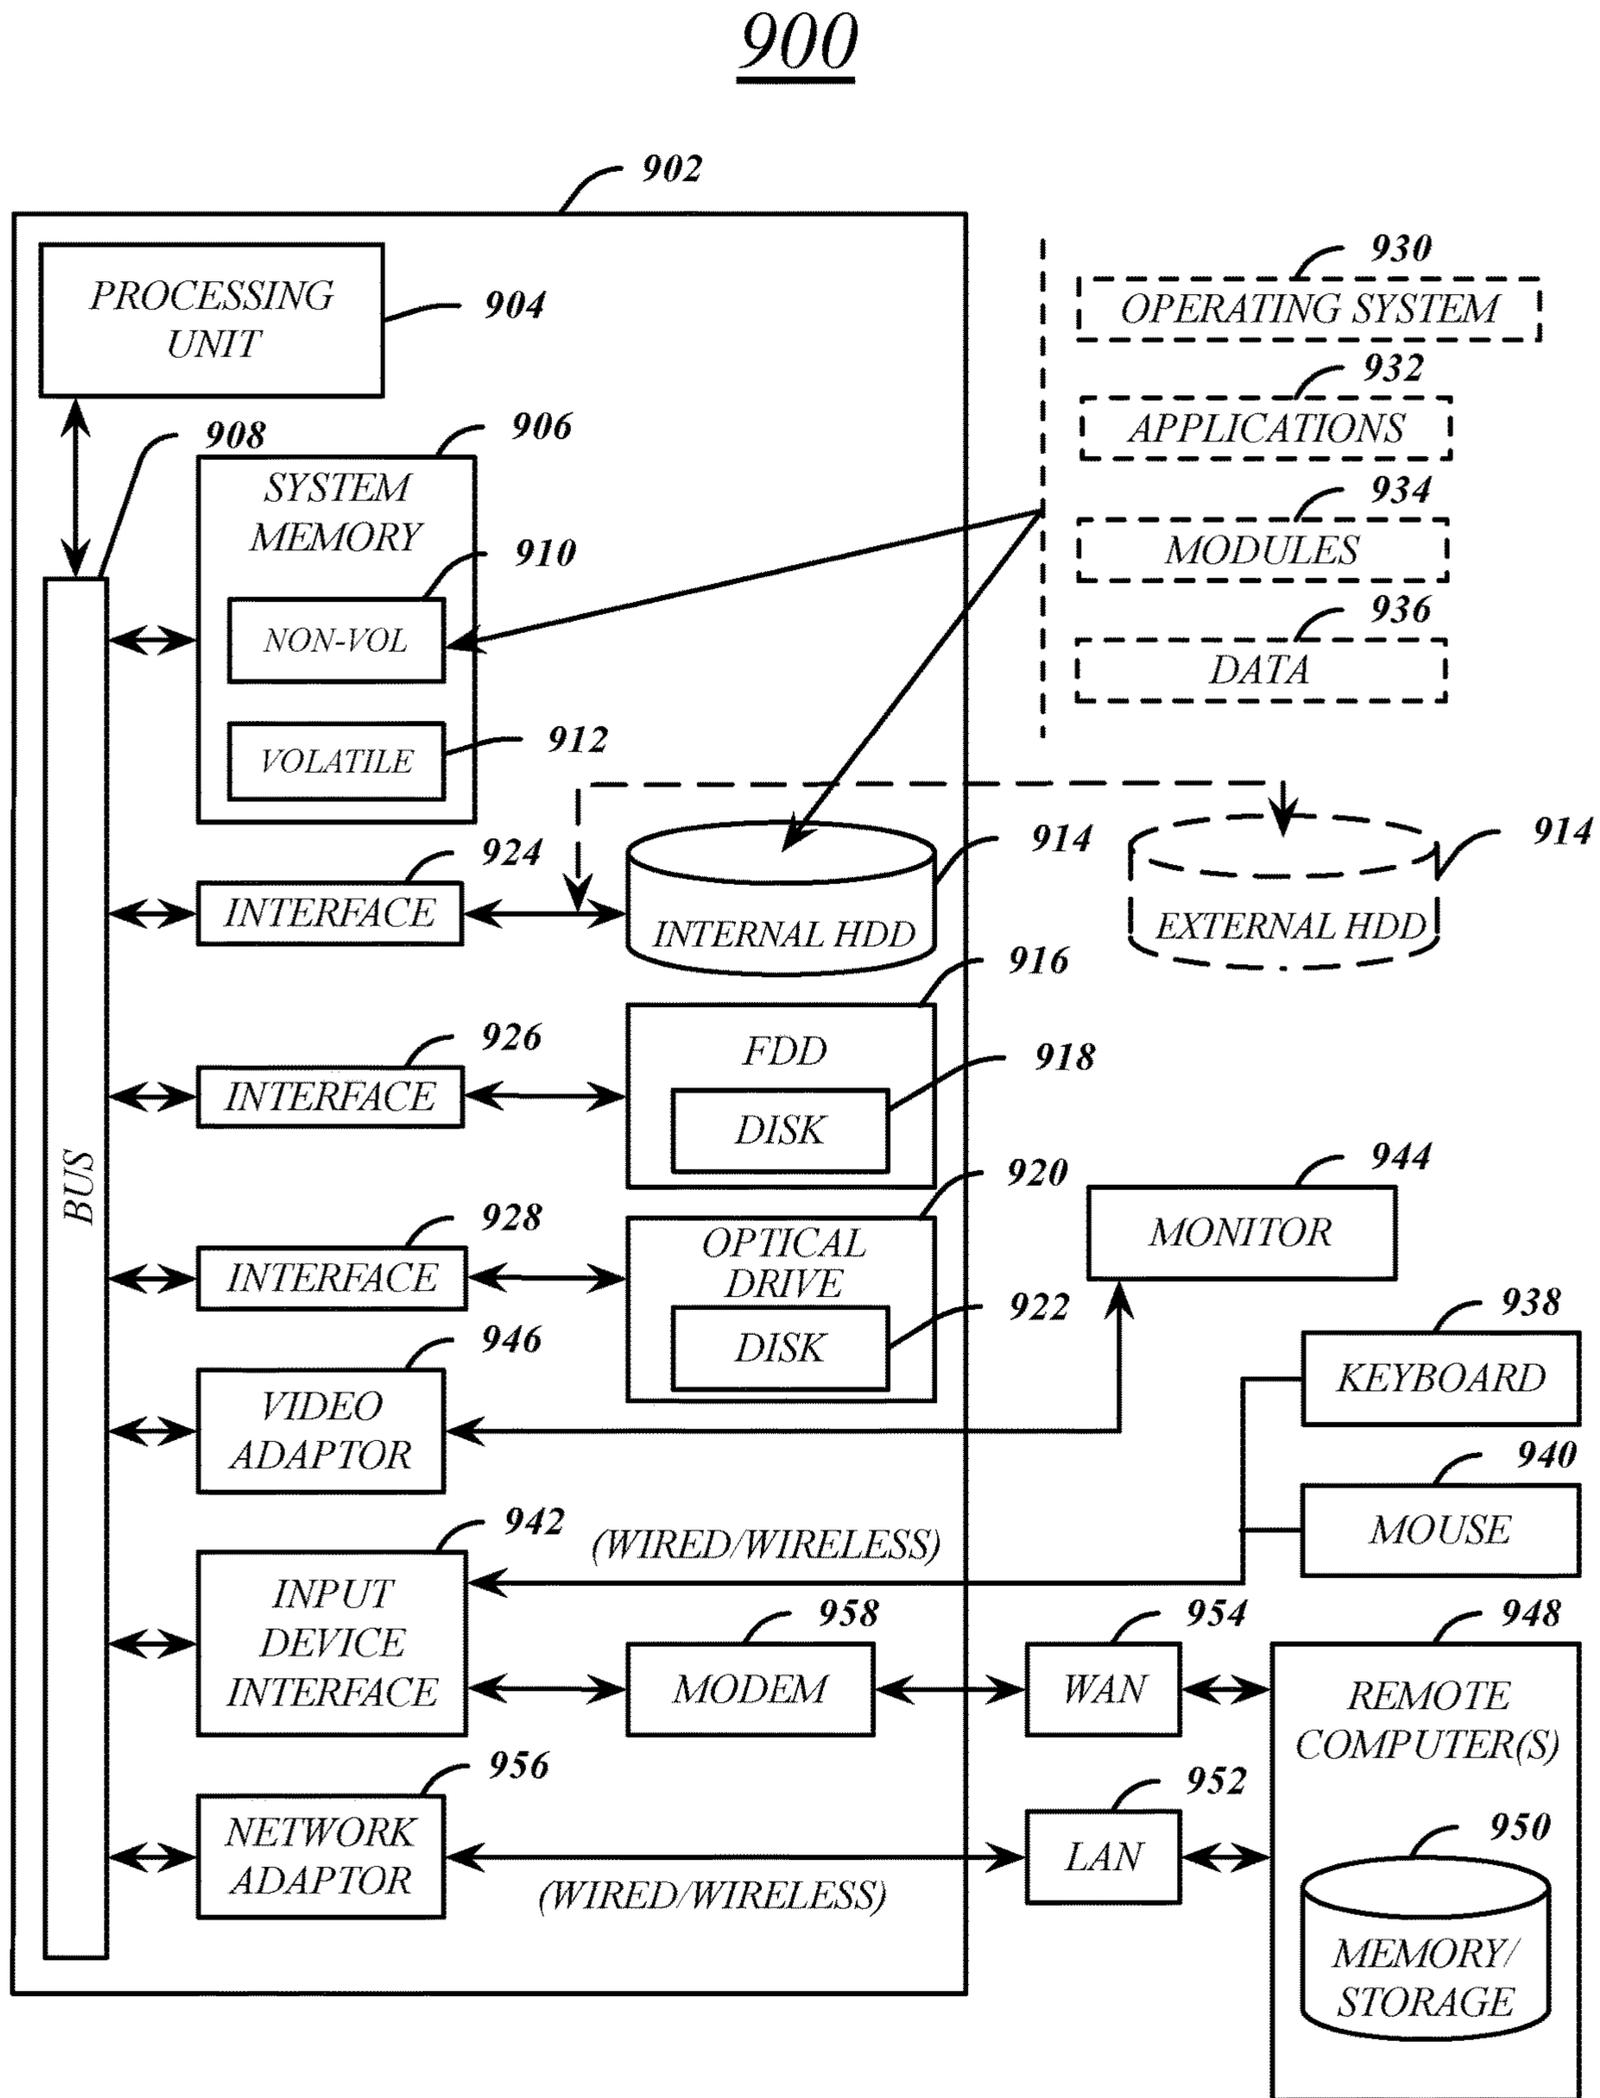 900
902
PROCESSING
UNIT
904
930
OPERATING SYSTEM
932
APPLICATIONS
934
MODULES
936
DATA
908
906
SYSTEM
MEMORY
910
NON-VOL
912
VOLATILE
BUS
924
INTERFACE
914
INTERNAL HDD
914
EXTERNAL HDD
926
INTERFACE
916
FDD
918
DISK
928
INTERFACE
920
OPTICAL
DRIVE
922
DISK
944
MONITOR
946
VIDEO
ADAPTOR
938
KEYBOARD
940
MOUSE
942
INPUT
DEVICE
INTERFACE
(WIRED/WIRELESS)
958
MODEM
954
WAN
948
REMOTE
COMPUTER(S)
956
NETWORK
ADAPTOR
(WIRED/WIRELESS)
952
LAN
950
MEMORY/
STORAGE